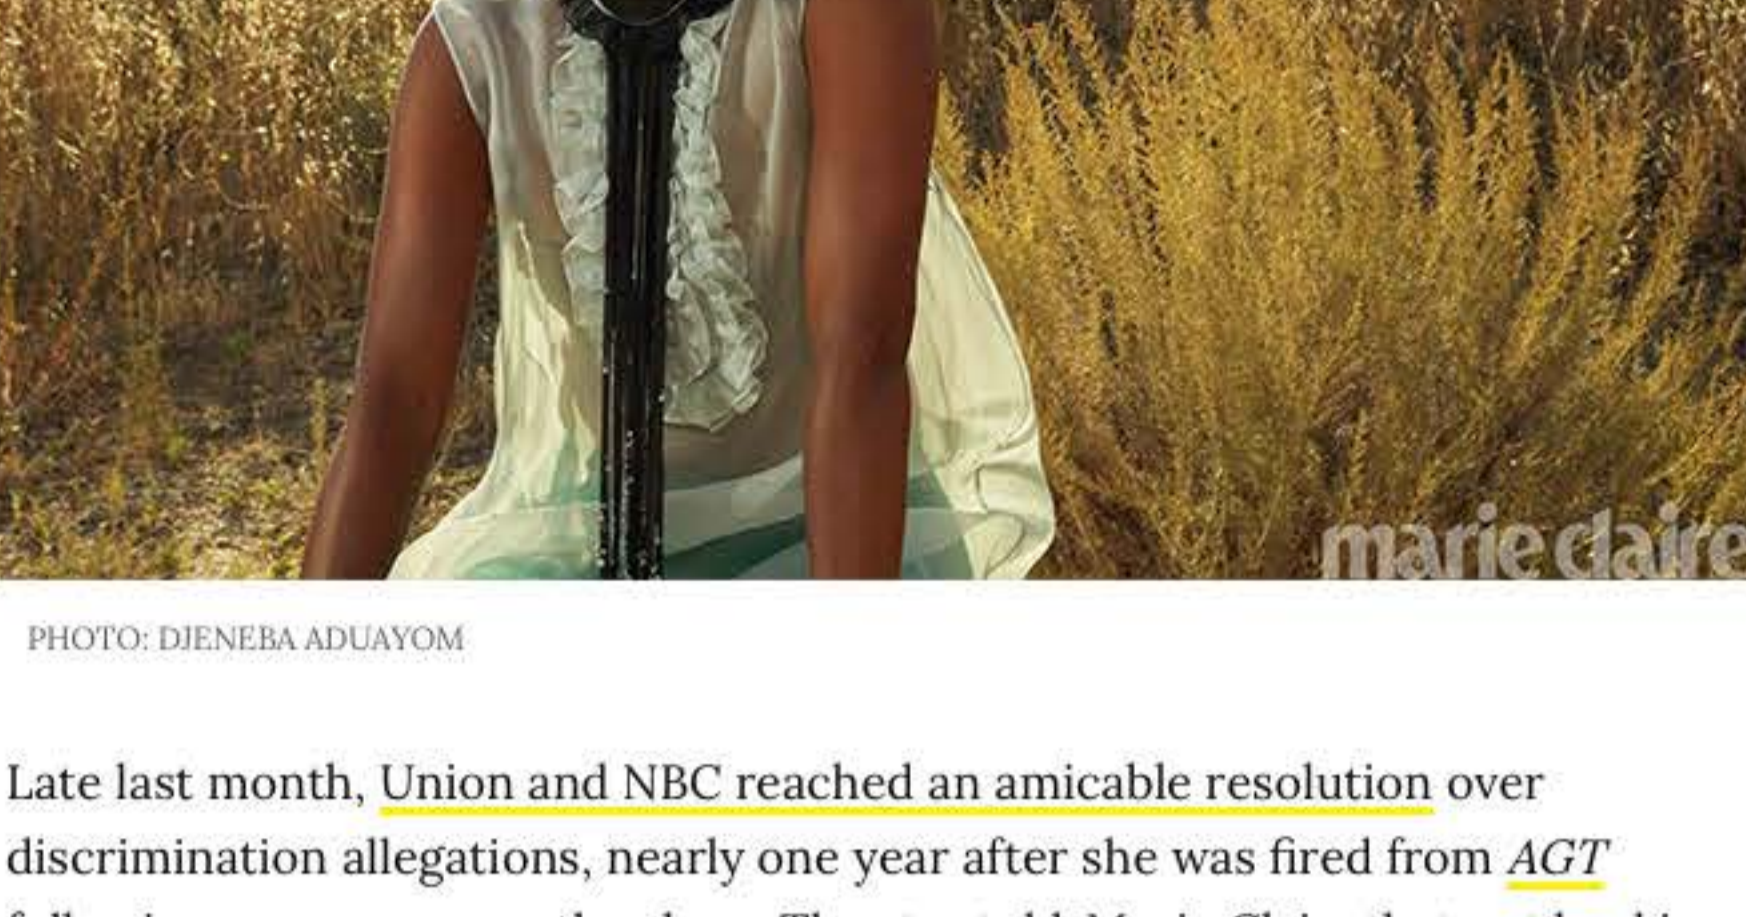 marie claire
PHOTO: DJENEBA ADUAYOM
Late last month, Union and NBC reached an amicable resolution over
discrimination allegations, nearly one year after she was fired from AGT